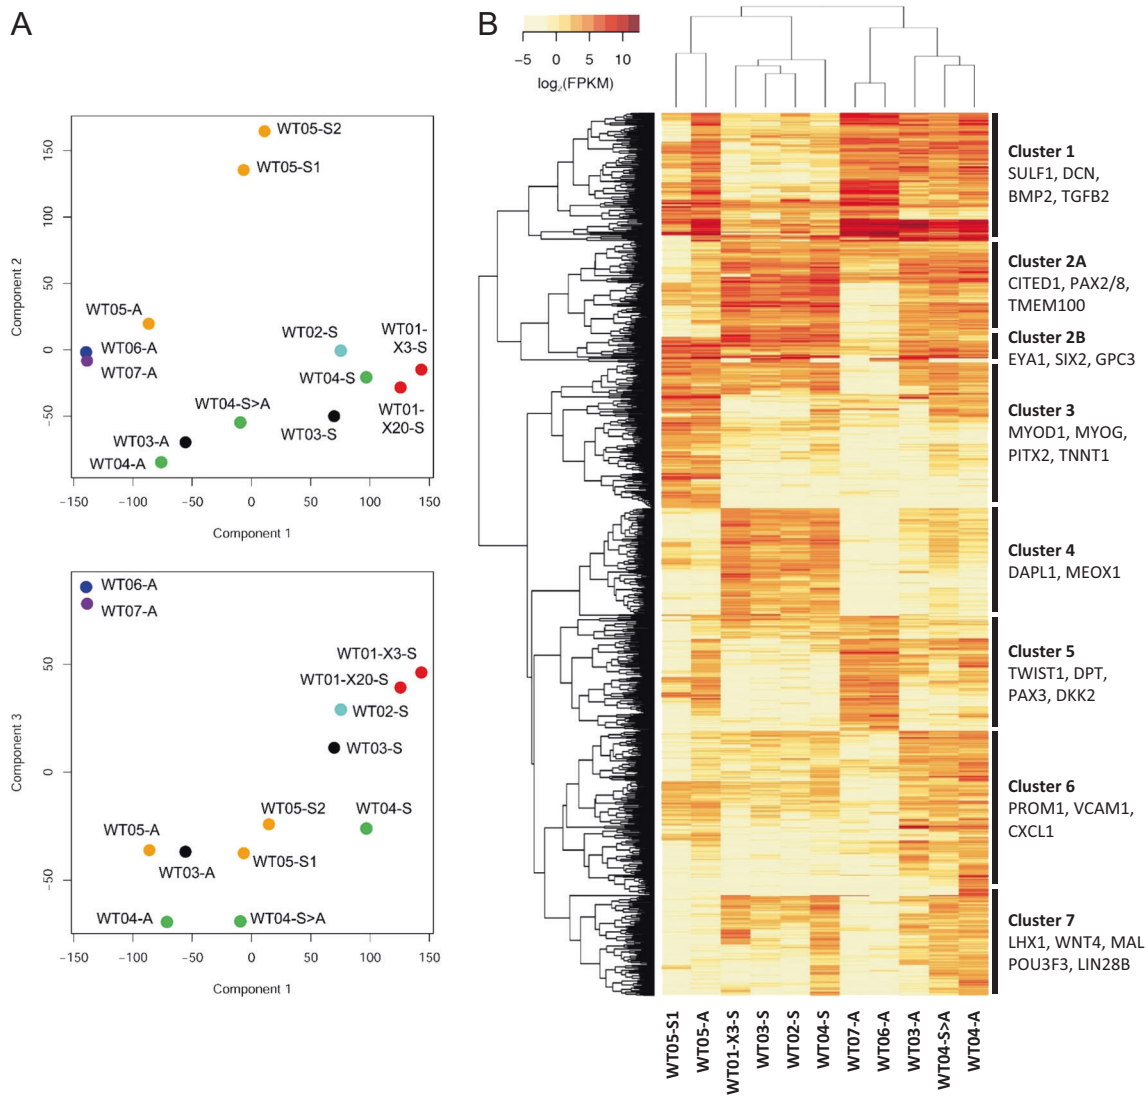 A
WT05-S2
WT05-S1
WT05-A
WT06-A
WT07-A
WT02-S
WT01-
X3-S
WT04-S
WT01-
X20-S
WT04-S>A
WT03-S
WT03-A
WT04-A
150
100
50
0
−50
Component 2
−150
−100
−50
0
50
100
150
Component 1
WT06-A
WT07-A
WT01-X3-S
WT01-X20-S
WT02-S
WT03-S
WT05-S2
WT04-S
WT05-A
WT03-A
WT05-S1
WT04-A
WT04-S>A
50
0
−50
Component 3
−150
−100
−50
0
50
100
150
Component 1
B
−5
0
5
10
log₂(FPKM)
Cluster 1
SULF1, DCN,
BMP2, TGFB2
Cluster 2A
CITED1, PAX2/8,
TMEM100
Cluster 2B
EYA1, SIX2, GPC3
Cluster 3
MYOD1, MYOG,
PITX2, TNNT1
Cluster 4
DAPL1, MEOX1
Cluster 5
TWIST1, DPT,
PAX3, DKK2
Cluster 6
PROM1, VCAM1,
CXCL1
Cluster 7
LHX1, WNT4, MAL
POU3F3, LIN28B
WT05-S1
WT05-A
WT01-X3-S
WT03-S
WT02-S
WT04-S
WT07-A
WT06-A
WT03-A
WT04-S>A
WT04-A